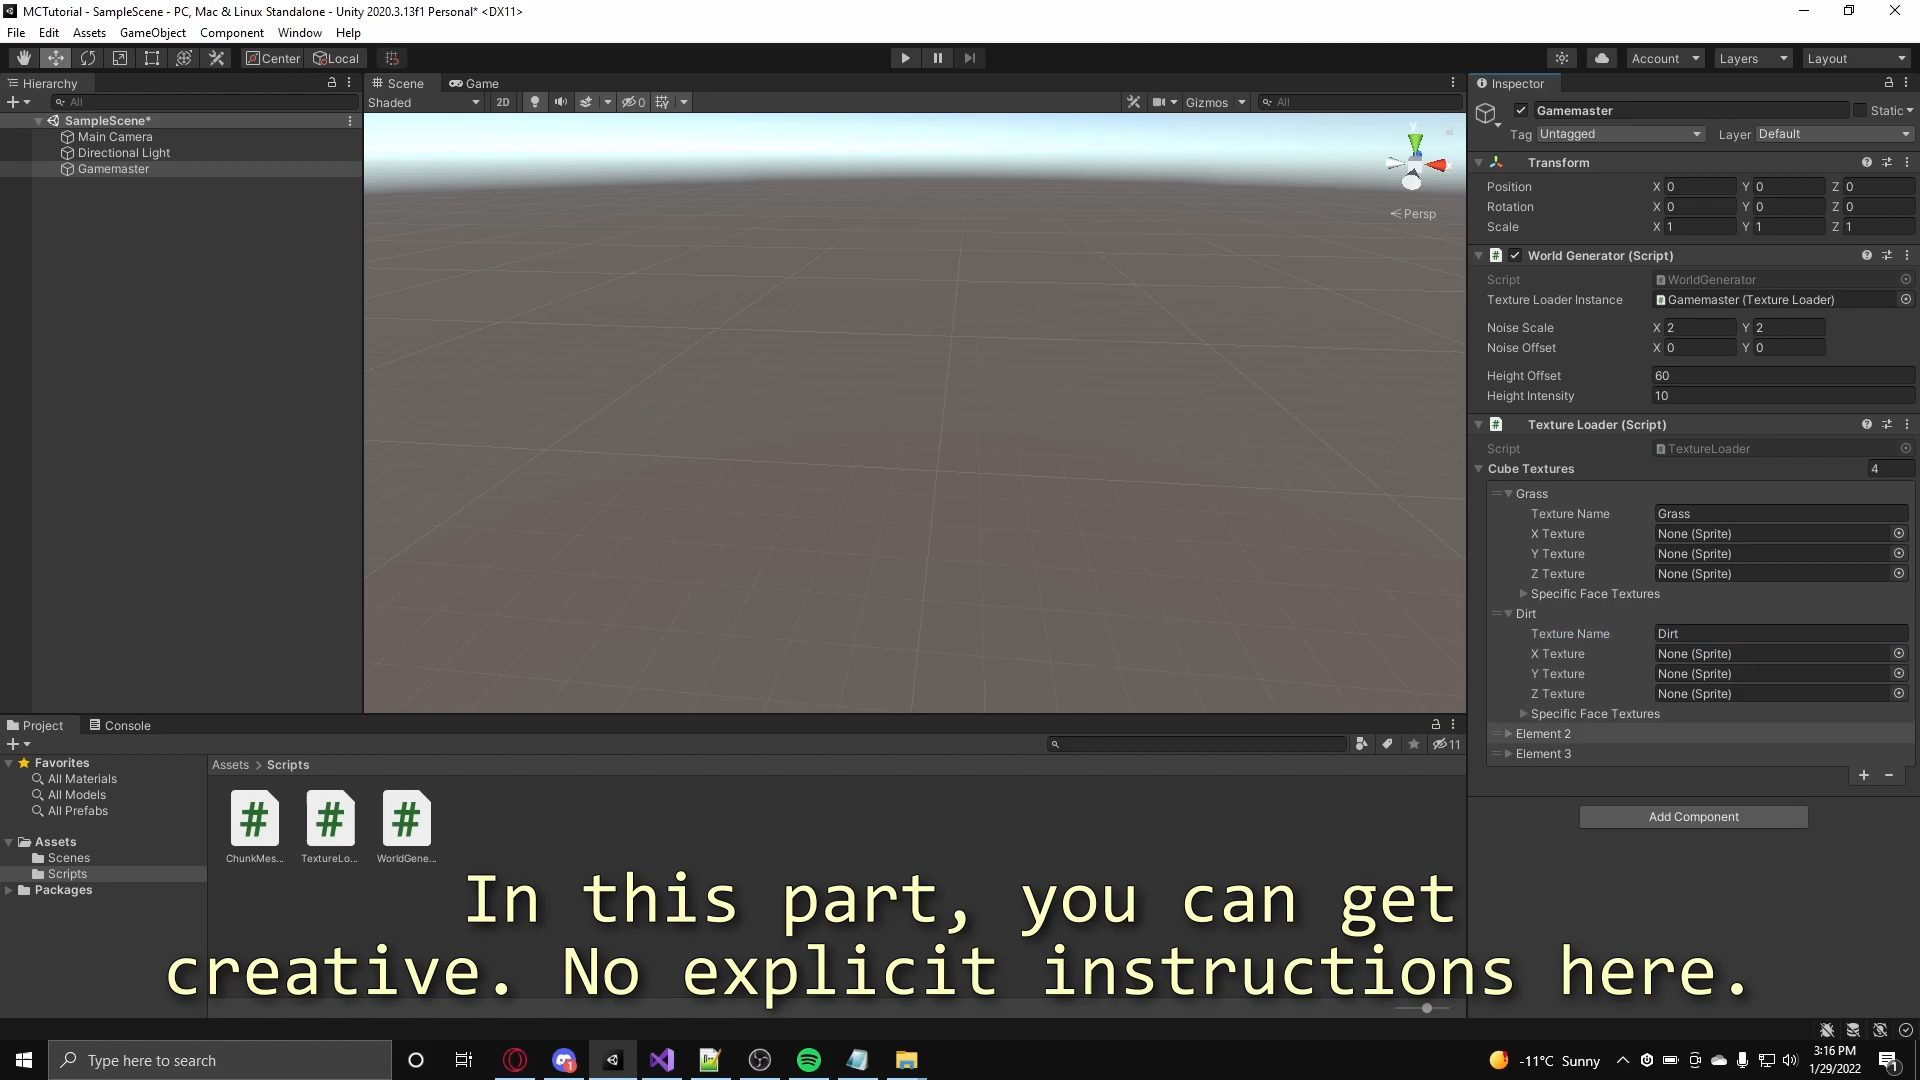 MCTutorial - SampleScene - PC, Mac & Linux Standalone - Unity 2020.3.13f1 Personal* <DX11>
File Edit Assets GameObject Component Window Help
Center Local Account Layers Layout
Hierarchy Scene Game Inspector
All Shaded 2D 0 Gizmos All
Gamemaster Static
SampleScene*
Main Camera
Directional Light
Gamemaster
y
x
Persp
Tag Untagged Layer Default
Transform
Position X 0 Y 0 Z 0
Rotation X 0 Y 0 Z 0
Scale X 1 Y 1 Z 1
World Generator (Script)
Script WorldGenerator
Texture Loader Instance Gamemaster (Texture Loader)
Noise Scale X 2 Y 2
Noise Offset X 0 Y 0
Height Offset 60
Height Intensity 10
Texture Loader (Script)
Script TextureLoader
Cube Textures 4
Grass
Texture Name Grass
X Texture None (Sprite)
Y Texture None (Sprite)
Z Texture None (Sprite)
Specific Face Textures
Dirt
Texture Name Dirt
X Texture None (Sprite)
Y Texture None (Sprite)
Z Texture None (Sprite)
Specific Face Textures
Element 2
Element 3
Add Component
Project Console
11
Favorites
All Materials
All Models
All Prefabs
Assets
Scenes
Scripts
Packages
Assets > Scripts
ChunkMes... TextureLo... WorldGene...
In this part, you can get
creative. No explicit instructions here.
Type here to search
1
-11°C Sunny
3:16 PM
1/29/2022
1